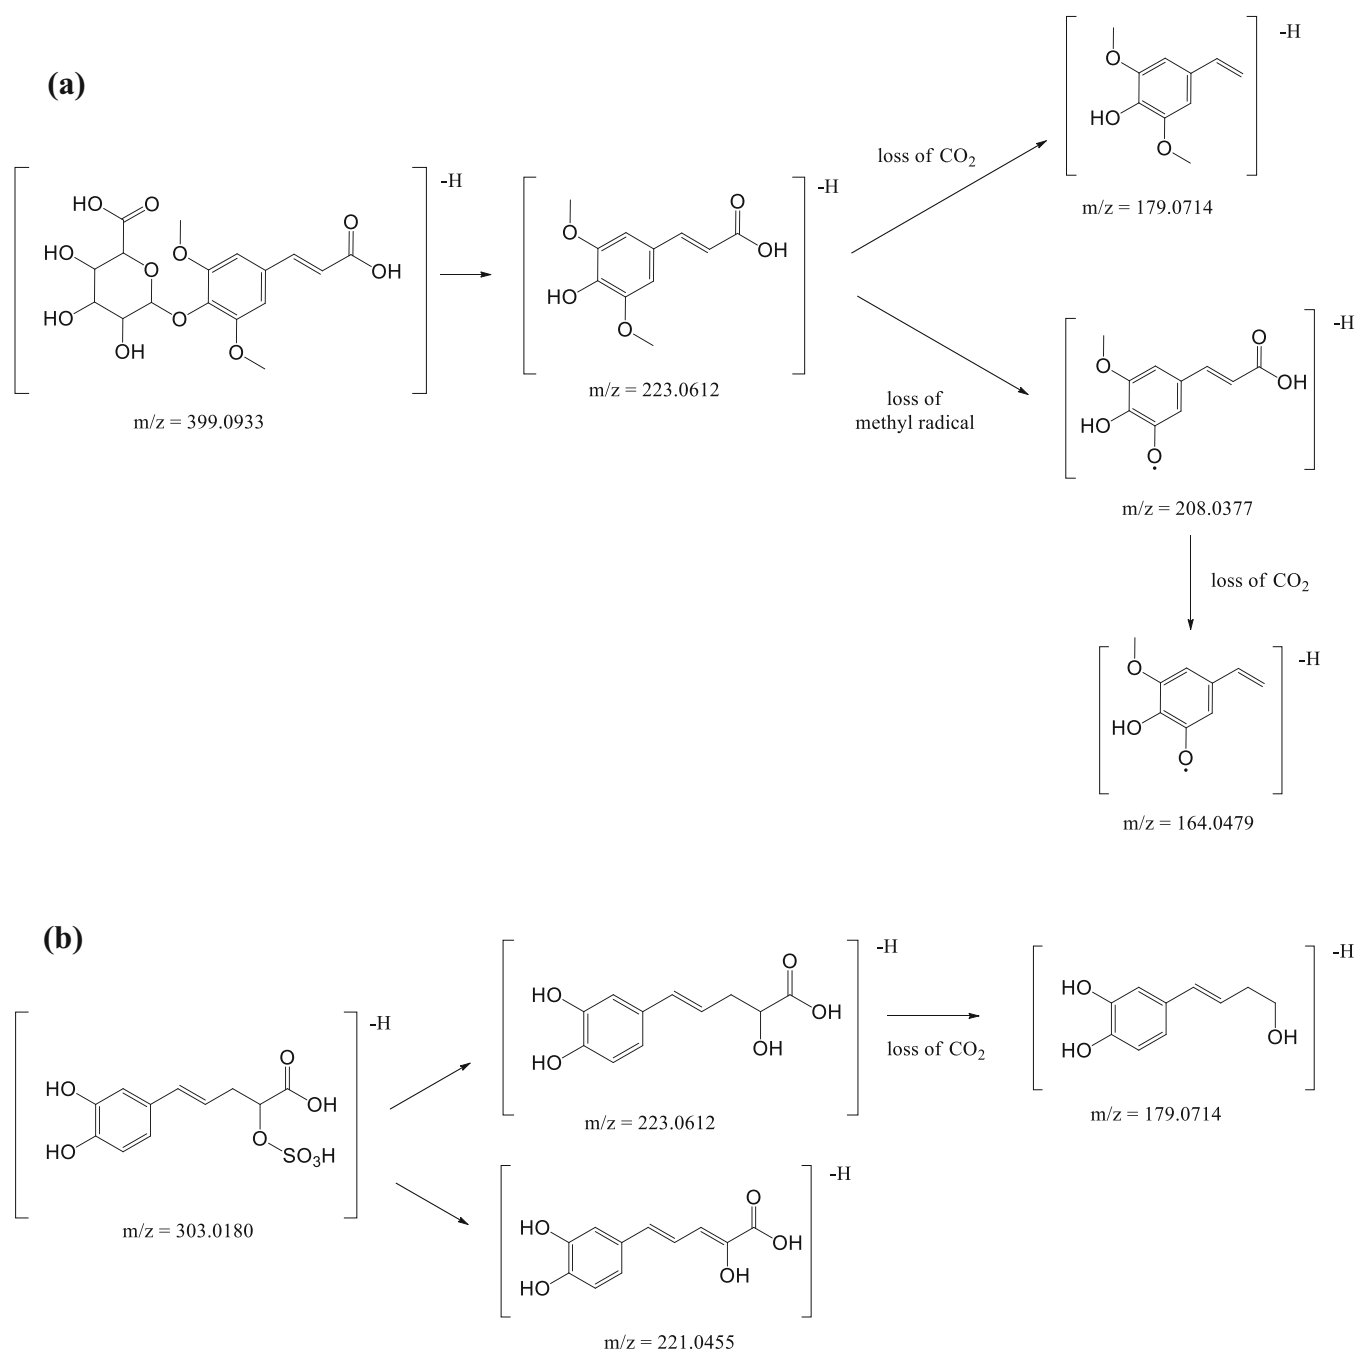 (a)
-H
HO
O
HO
O
HO
O
OH
O
O
OH
O
m/z = 399.0933
-H
O
O
OH
HO
O
m/z = 223.0612
loss of CO2
-H
O
HO
O
m/z = 179.0714
loss of
methyl radical
-H
O
O
OH
HO
O
m/z = 208.0377
loss of CO2
-H
O
HO
O
m/z = 164.0479
(b)
-H
HO
HO
O
OH
O
SO3H
m/z = 303.0180
-H
HO
HO
O
OH
OH
m/z = 223.0612
loss of CO2
-H
HO
HO
OH
m/z = 179.0714
-H
HO
HO
O
OH
OH
m/z = 221.0455